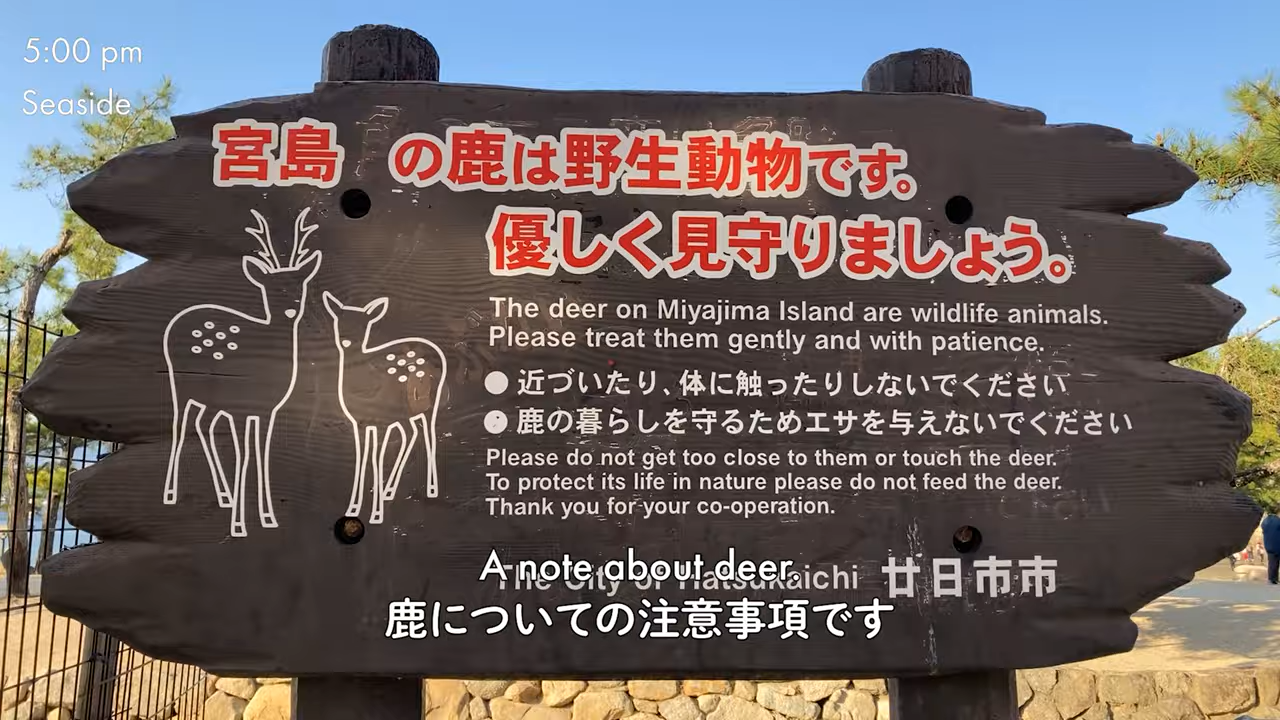 5:00 pm
Seaside
宮島 の鹿は野生動物です。
優しく見守りましょう。
The deer on Miyajima Island are wildlife animals.
Please treat them gently and with patience.
● 近づいたり、体に触ったりしないでください
● 鹿の暮らしを守るためエサを与えないでください
Please do not get too close to them or touch the deer.
To protect its life in nature please do not feed the deer.
Thank you for your co-operation.
The City of Hatsukaichi 廿日市市
A note about deer.
鹿についての注意事項です